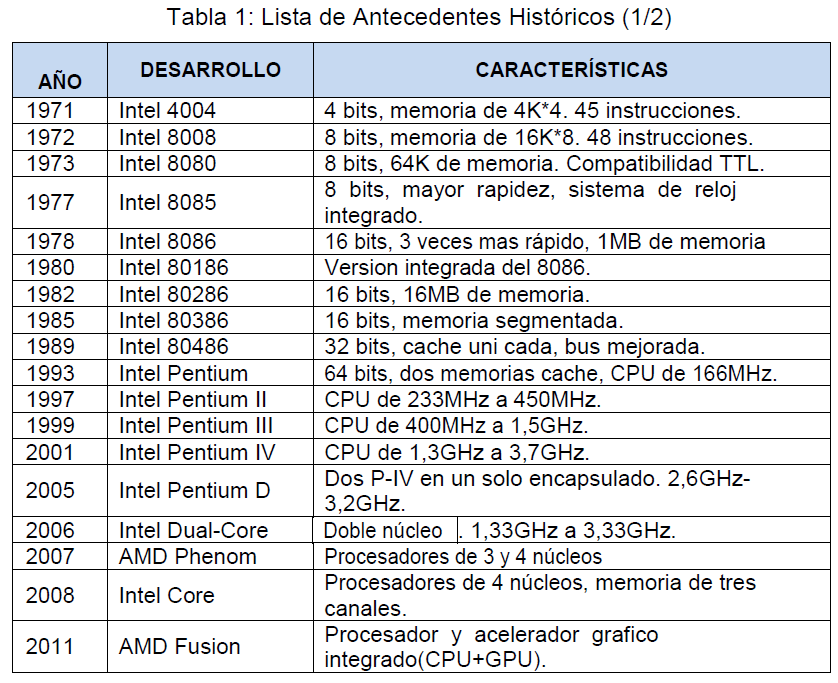 Tabla 1: Lista de Antecedentes Históricos (1/2)
AÑO DESARROLLO CARACTERÍSTICAS
1971 Intel 4004 4 bits, memoria de 4K*4. 45 instrucciones.
1972 Intel 8008 8 bits, memoria de 16K*8. 48 instrucciones.
1973 Intel 8080 8 bits, 64K de memoria. Compatibilidad TTL.
1977 Intel 8085 8 bits, mayor rapidez, sistema de reloj
integrado.
1978 Intel 8086 16 bits, 3 veces mas rápido, 1MB de memoria
1980 Intel 80186 Version integrada del 8086.
1982 Intel 80286 16 bits, 16MB de memoria.
1985 Intel 80386 16 bits, memoria segmentada.
1989 Intel 80486 32 bits, cache uni cada, bus mejorada.
1993 Intel Pentium 64 bits, dos memorias cache, CPU de 166MHz.
1997 Intel Pentium II CPU de 233MHz a 450MHz.
1999 Intel Pentium III CPU de 400MHz a 1,5GHz.
2001 Intel Pentium IV CPU de 1,3GHz a 3,7GHz.
2005 Intel Pentium D Dos P-IV en un solo encapsulado. 2,6GHz-
3,2GHz.
2006 Intel Dual-Core Doble núcleo . 1,33GHz a 3,33GHz.
2007 AMD Phenom Procesadores de 3 y 4 núcleos
2008 Intel Core Procesadores de 4 núcleos, memoria de tres
canales.
2011 AMD Fusion Procesador y acelerador grafico
integrado(CPU+GPU).